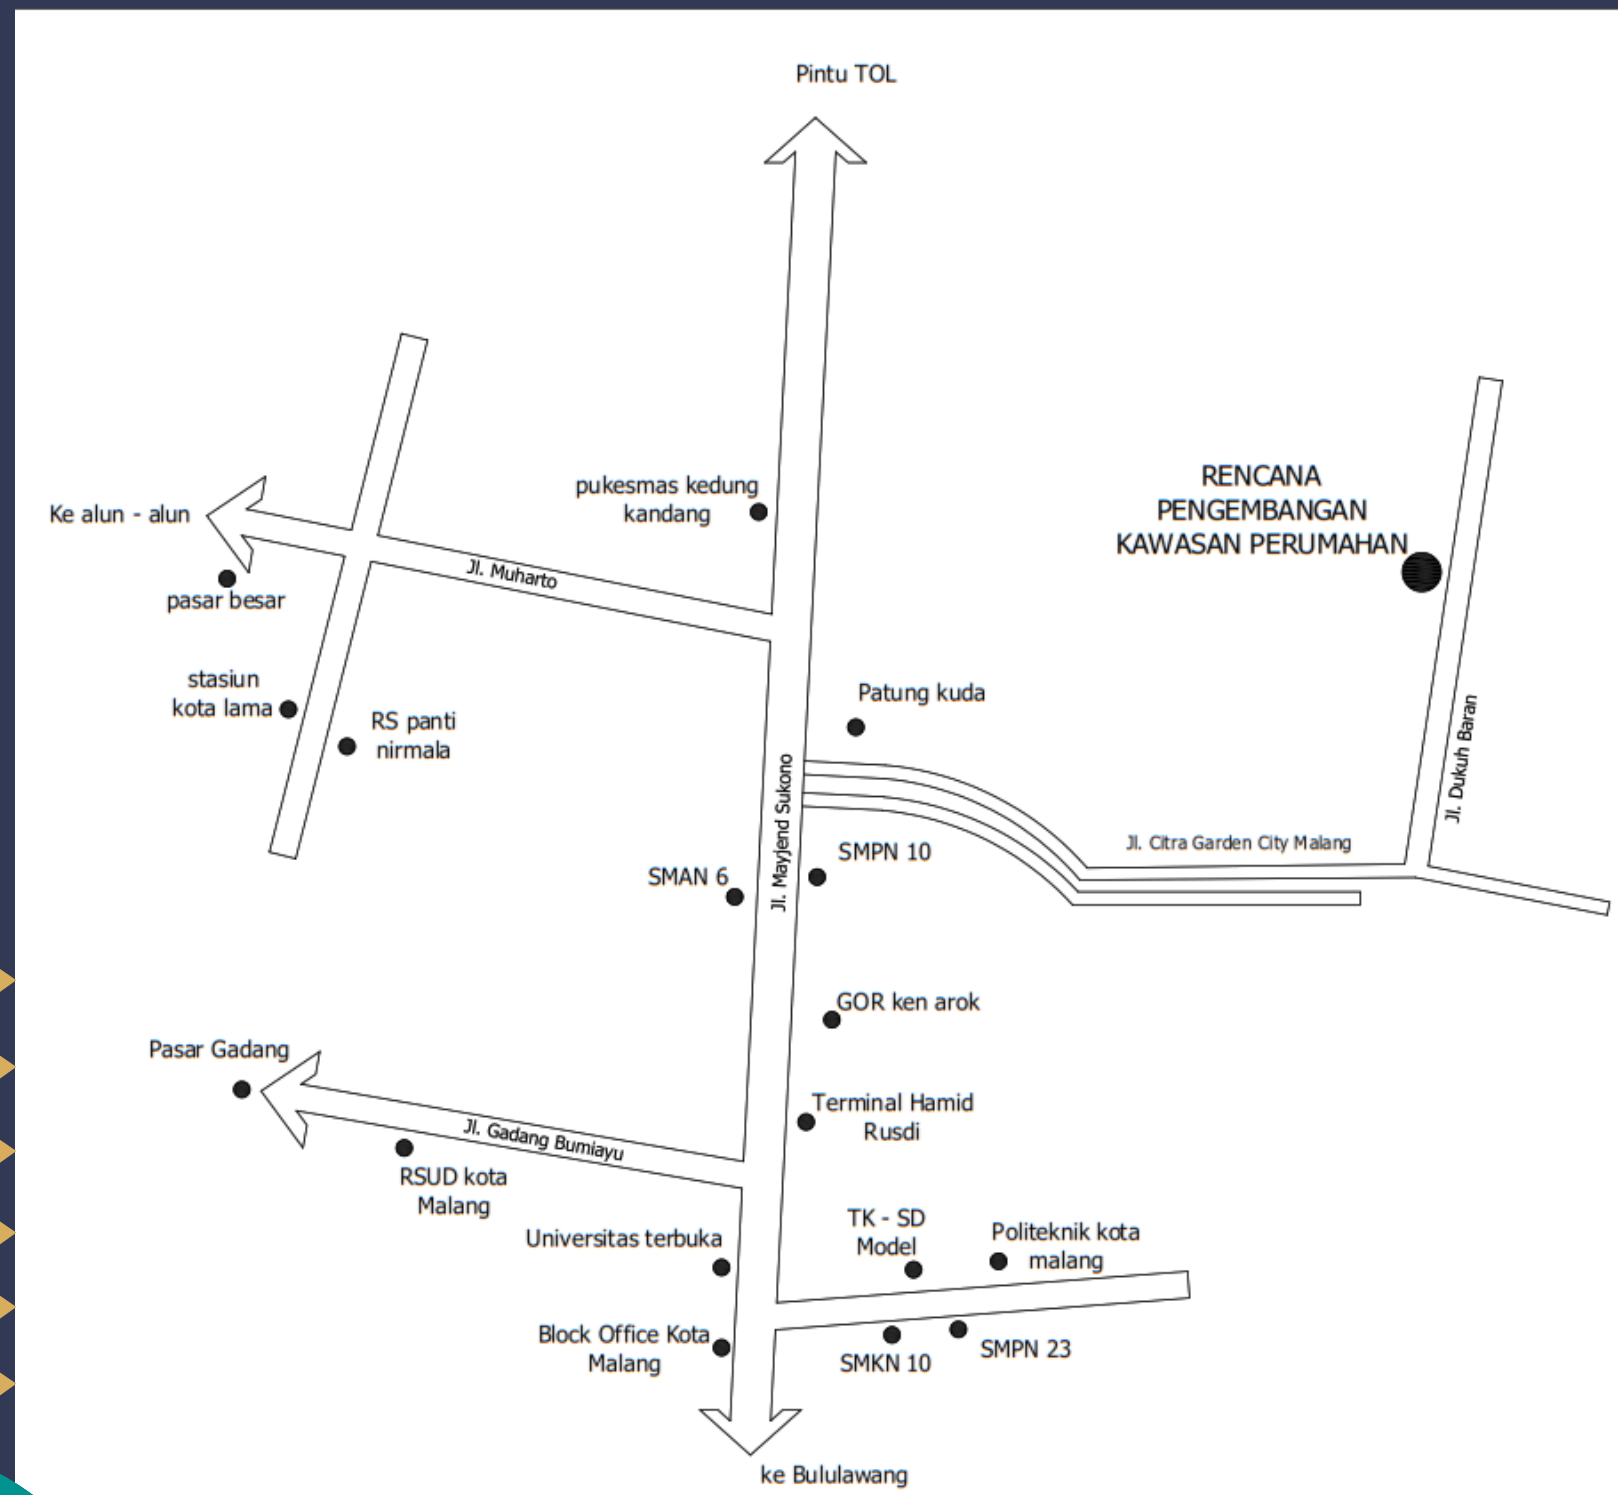 Pintu TOL
RENCANA
PENGEMBANGAN
KAWASAN PERUMAHAN
pukesmas kedung
kandang
Ke alun - alun
Jl. Muharto
pasar besar
stasiun
kota lama
RS panti
nirmala
Patung kuda
Jl. Dukuh Baran
Jl. Mayjend Sukono
Jl. Citra Garden City Malang
SMPN 10
SMAN 6
GOR ken arok
Pasar Gadang
Terminal Hamid
Rusdi
Jl. Gadang Bumiayu
RSUD kota
Malang
TK - SD
Model
Politeknik kota
malang
Universitas terbuka
Block Office Kota
Malang
SMKN 10
SMPN 23
ke Bululawang